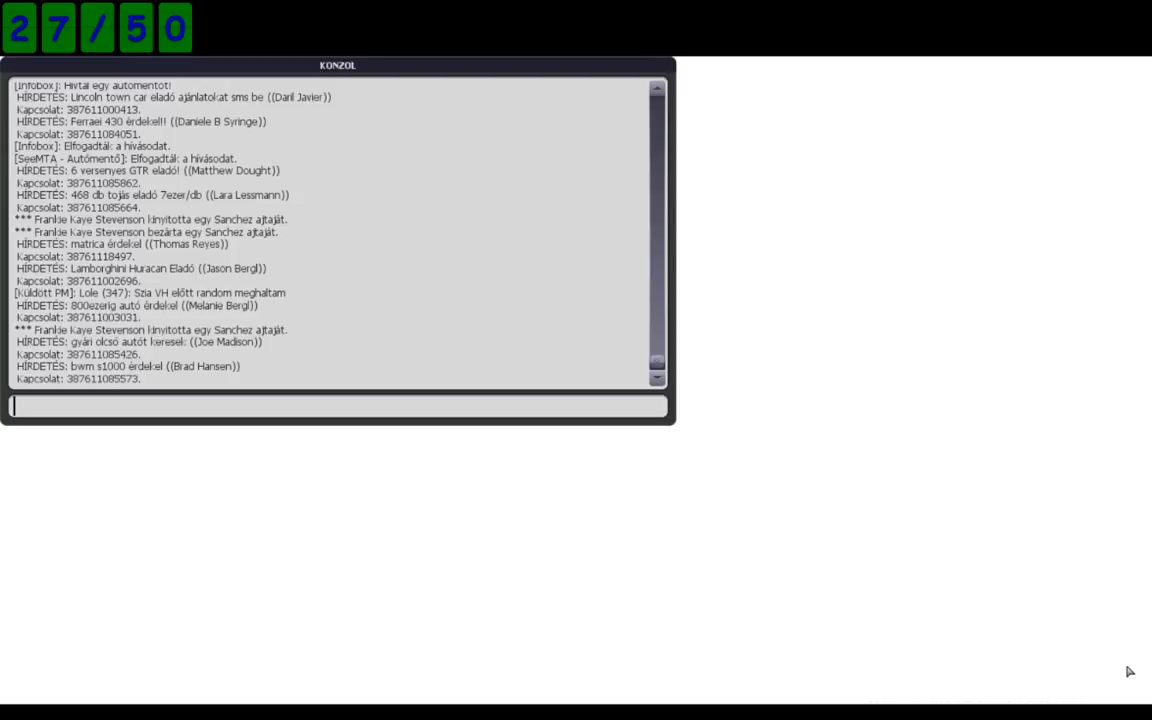 27/50
KONZOL
[Infobox]: Hívtál egy autómentőt!
HÍRDETÉS: Lincoln town car eladó ajánlatokat sms be ((Daril Javier))
Kapcsolat: 387611000413.
HÍRDETÉS: Ferraei 430 érdekel!! ((Daniele B Syringe))
Kapcsolat: 387611084051.
[Infobox]: Elfogadták a hívásodat.
[SeeMTA - Autómentő]: Elfogadták a hívásodat.
HÍRDETÉS: 6 versenyes GTR eladó! ((Matthew Dought))
Kapcsolat: 387611085862.
HÍRDETÉS: 468 db tojás eladó 7ezer/db ((Lara Lessmann))
Kapcsolat: 387611085664.
*** Frankie Kaye Stevenson kinyitotta egy Sanchez ajtaját.
*** Frankie Kaye Stevenson bezárta egy Sanchez ajtaját.
HÍRDETÉS: matrica érdekel ((Thomas Reyes))
Kapcsolat: 38761118497.
HÍRDETÉS: Lamborghini Huracan Eladó ((Jason Bergl))
Kapcsolat: 387611002696.
[Küldött PM]: Lole (347): Szia VH előtt random meghaltam
HÍRDETÉS: 800ezerig autó érdekel ((Melanie Bergl))
Kapcsolat: 387611003031.
*** Frankie Kaye Stevenson kinyitotta egy Sanchez ajtaját.
HÍRDETÉS: gyári olcsó autót keresek ((Joe Madison))
Kapcsolat: 387611085426.
HÍRDETÉS: bwm s1000 érdekel ((Brad Hansen))
Kapcsolat: 387611085573.